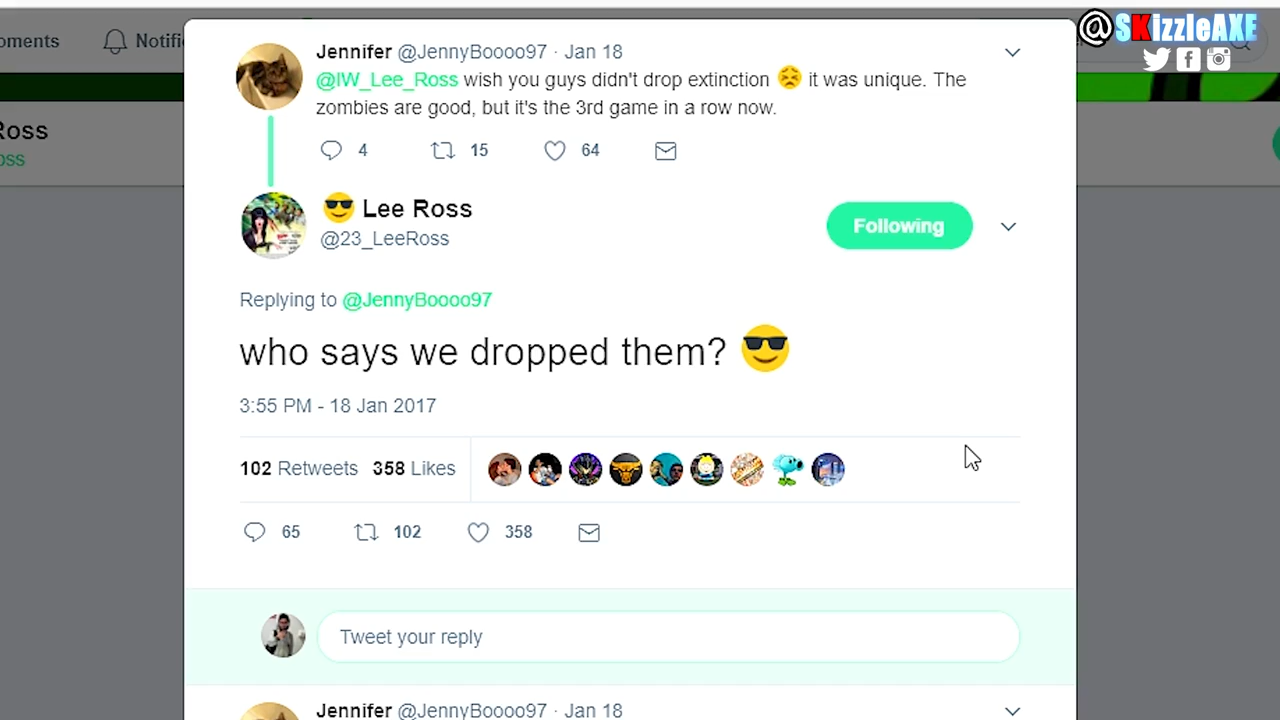 @SKizzleAXE
oments Notifi
Jennifer @JennyBoooo97 · Jan 18
@IW_Lee_Ross wish you guys didn't drop extinction 😣 it was unique. The
zombies are good, but it's the 3rd game in a row now.
4 15 64
Ross
oss
😎 Lee Ross
@23_LeeRoss
Following
Replying to @JennyBoooo97
who says we dropped them? 😎
3:55 PM - 18 Jan 2017
102 Retweets 358 Likes
65 102 358
Tweet your reply
Jennifer @JennyBoooo97 · Jan 18